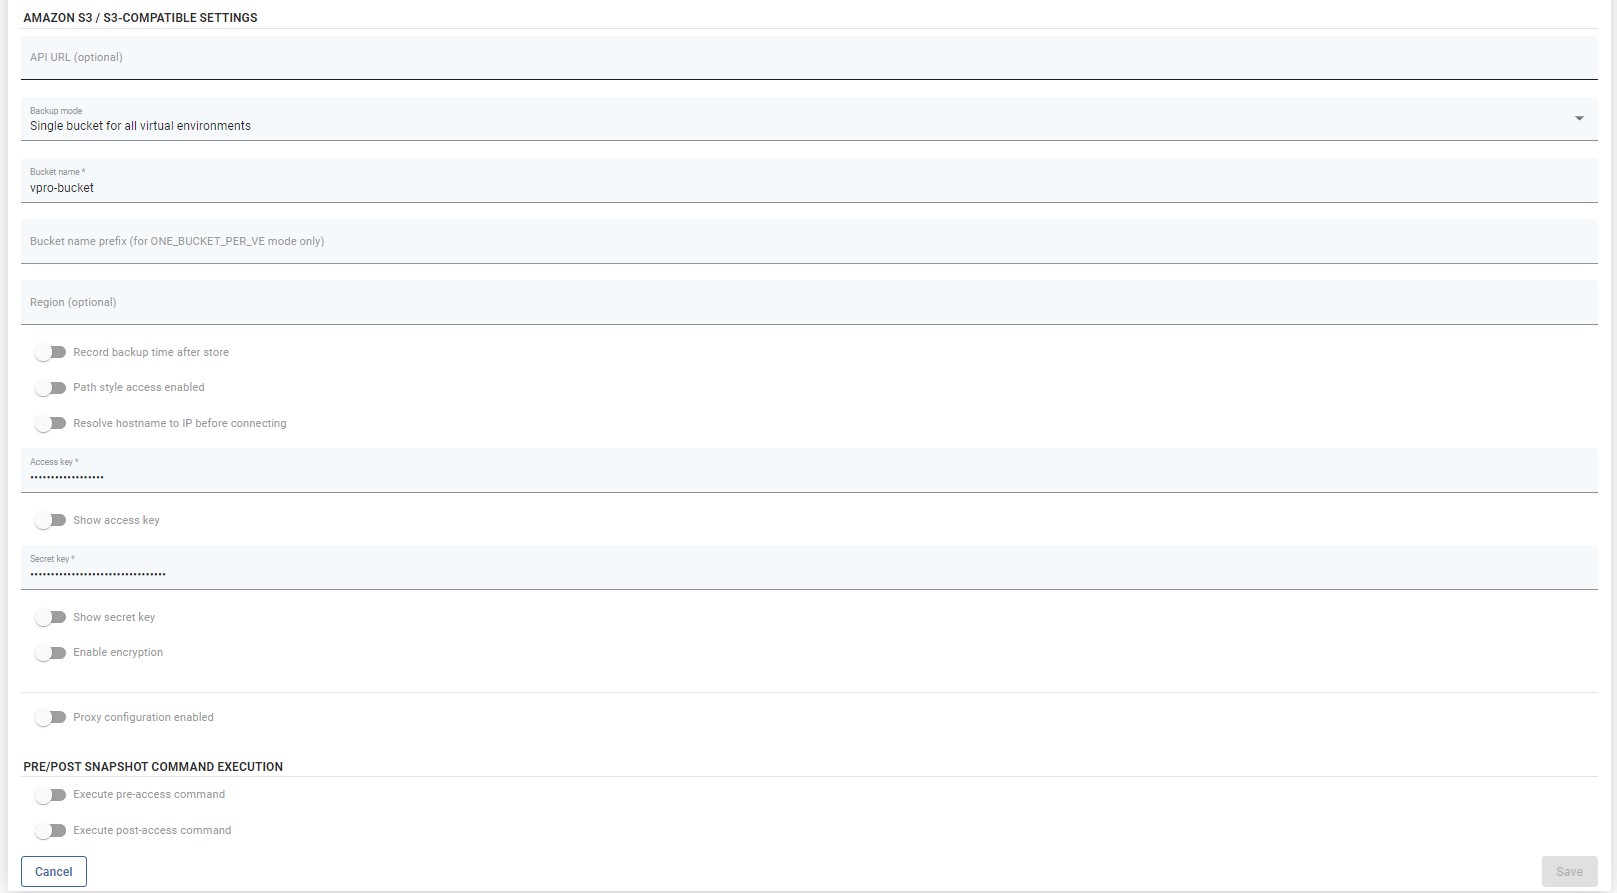 AMAZON S3 / S3-COMPATIBLE SETTINGS
API URL (optional)
Backup mode
Single bucket for all virtual environments
Bucket name *
vpro-bucket
Bucket name prefix (for ONE_BUCKET_PER_VE mode only)
Region (optional)
Record backup time after store
Path style access enabled
Resolve hostname to IP before connecting
Access key *
••••••••••••••••••
Show access key
Secret key *
•••••••••••••••••••••••••••••••••
Show secret key
Enable encryption
Proxy configuration enabled
PRE/POST SNAPSHOT COMMAND EXECUTION
Execute pre-access command
Execute post-access command
Cancel
Save